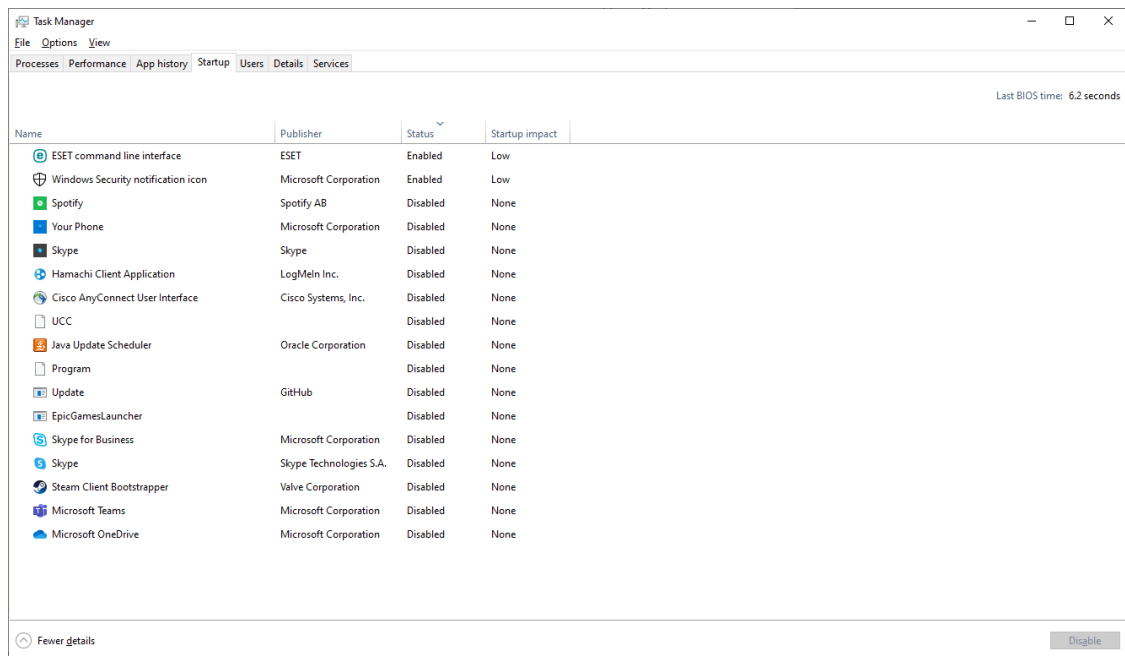 Task Manager
File Options View
Processes Performance App history Startup Users Details Services
Last BIOS time: 6.2 seconds
Name Publisher Status Startup impact
ESET command line interface ESET Enabled Low
Windows Security notification icon Microsoft Corporation Enabled Low
Spotify Spotify AB Disabled None
Your Phone Microsoft Corporation Disabled None
Skype Skype Disabled None
Hamachi Client Application LogMeIn Inc. Disabled None
Cisco AnyConnect User Interface Cisco Systems, Inc. Disabled None
UCC Disabled None
Java Update Scheduler Oracle Corporation Disabled None
Program Disabled None
Update GitHub Disabled None
EpicGamesLauncher Disabled None
Skype for Business Microsoft Corporation Disabled None
Skype Skype Technologies S.A. Disabled None
Steam Client Bootstrapper Valve Corporation Disabled None
Microsoft Teams Microsoft Corporation Disabled None
Microsoft OneDrive Microsoft Corporation Disabled None
Fewer details Disable